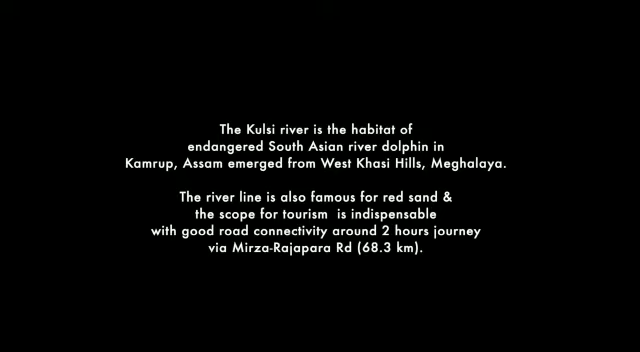 The Kulsi river is the habitat of
endangered South Asian river dolphin in
Kamrup, Assam emerged from West Khasi Hills, Meghalaya.
The river line is also famous for red sand &
the scope for tourism  is indispensable
with good road connectivity around 2 hours journey
via Mirza-Rajapara Rd (68.3 km).